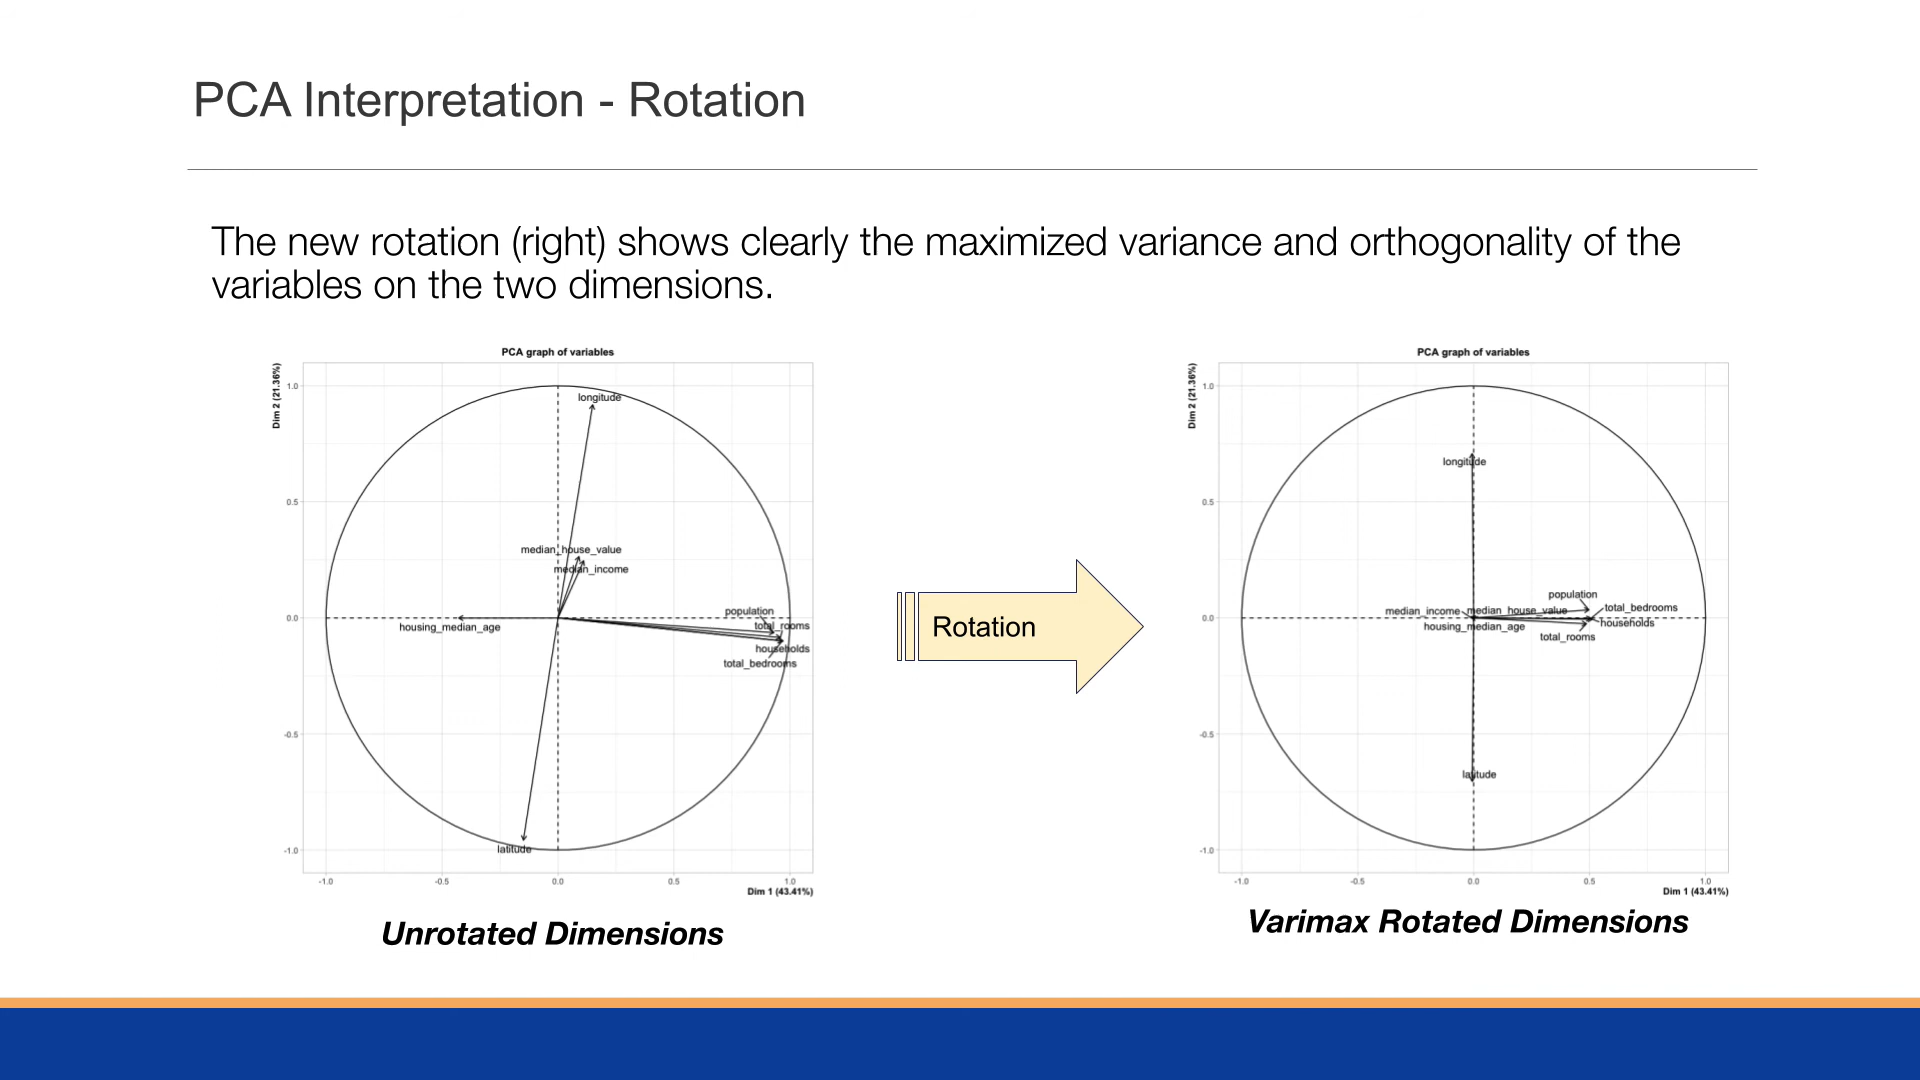 PCA Interpretation - Rotation
The new rotation (right) shows clearly the maximized variance and orthogonality of the
variables on the two dimensions.
PCA graph of variables
Dim 2 (21.36%)
1.0
0.5
0.0
-0.5
-1.0
longitude
median_house_value
median_income
population
total_rooms
housing_median_age
households
total_bedrooms
latitude
-1.0 -0.5 0.0 0.5 1.0
Dim 1 (43.41%)
Unrotated Dimensions
Rotation
PCA graph of variables
Dim 2 (21.36%)
1.0
0.5
0.0
-0.5
-1.0
longitude
population
median_income median_house_value total_bedrooms
housing_median_age households
total_rooms
latitude
-1.0 -0.5 0.0 0.5 1.0
Dim 1 (43.41%)
Varimax Rotated Dimensions